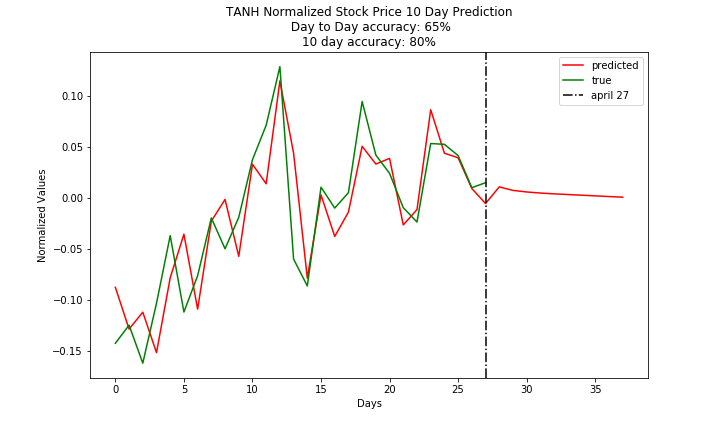 TANH Normalized Stock Price 10 Day Prediction
Day to Day accuracy: 65%
10 day accuracy: 80%
predicted
true
april 27
0.10
0.05
0.00
−0.05
−0.10
−0.15
Normalized Values
0 5 10 15 20 25 30 35
Days